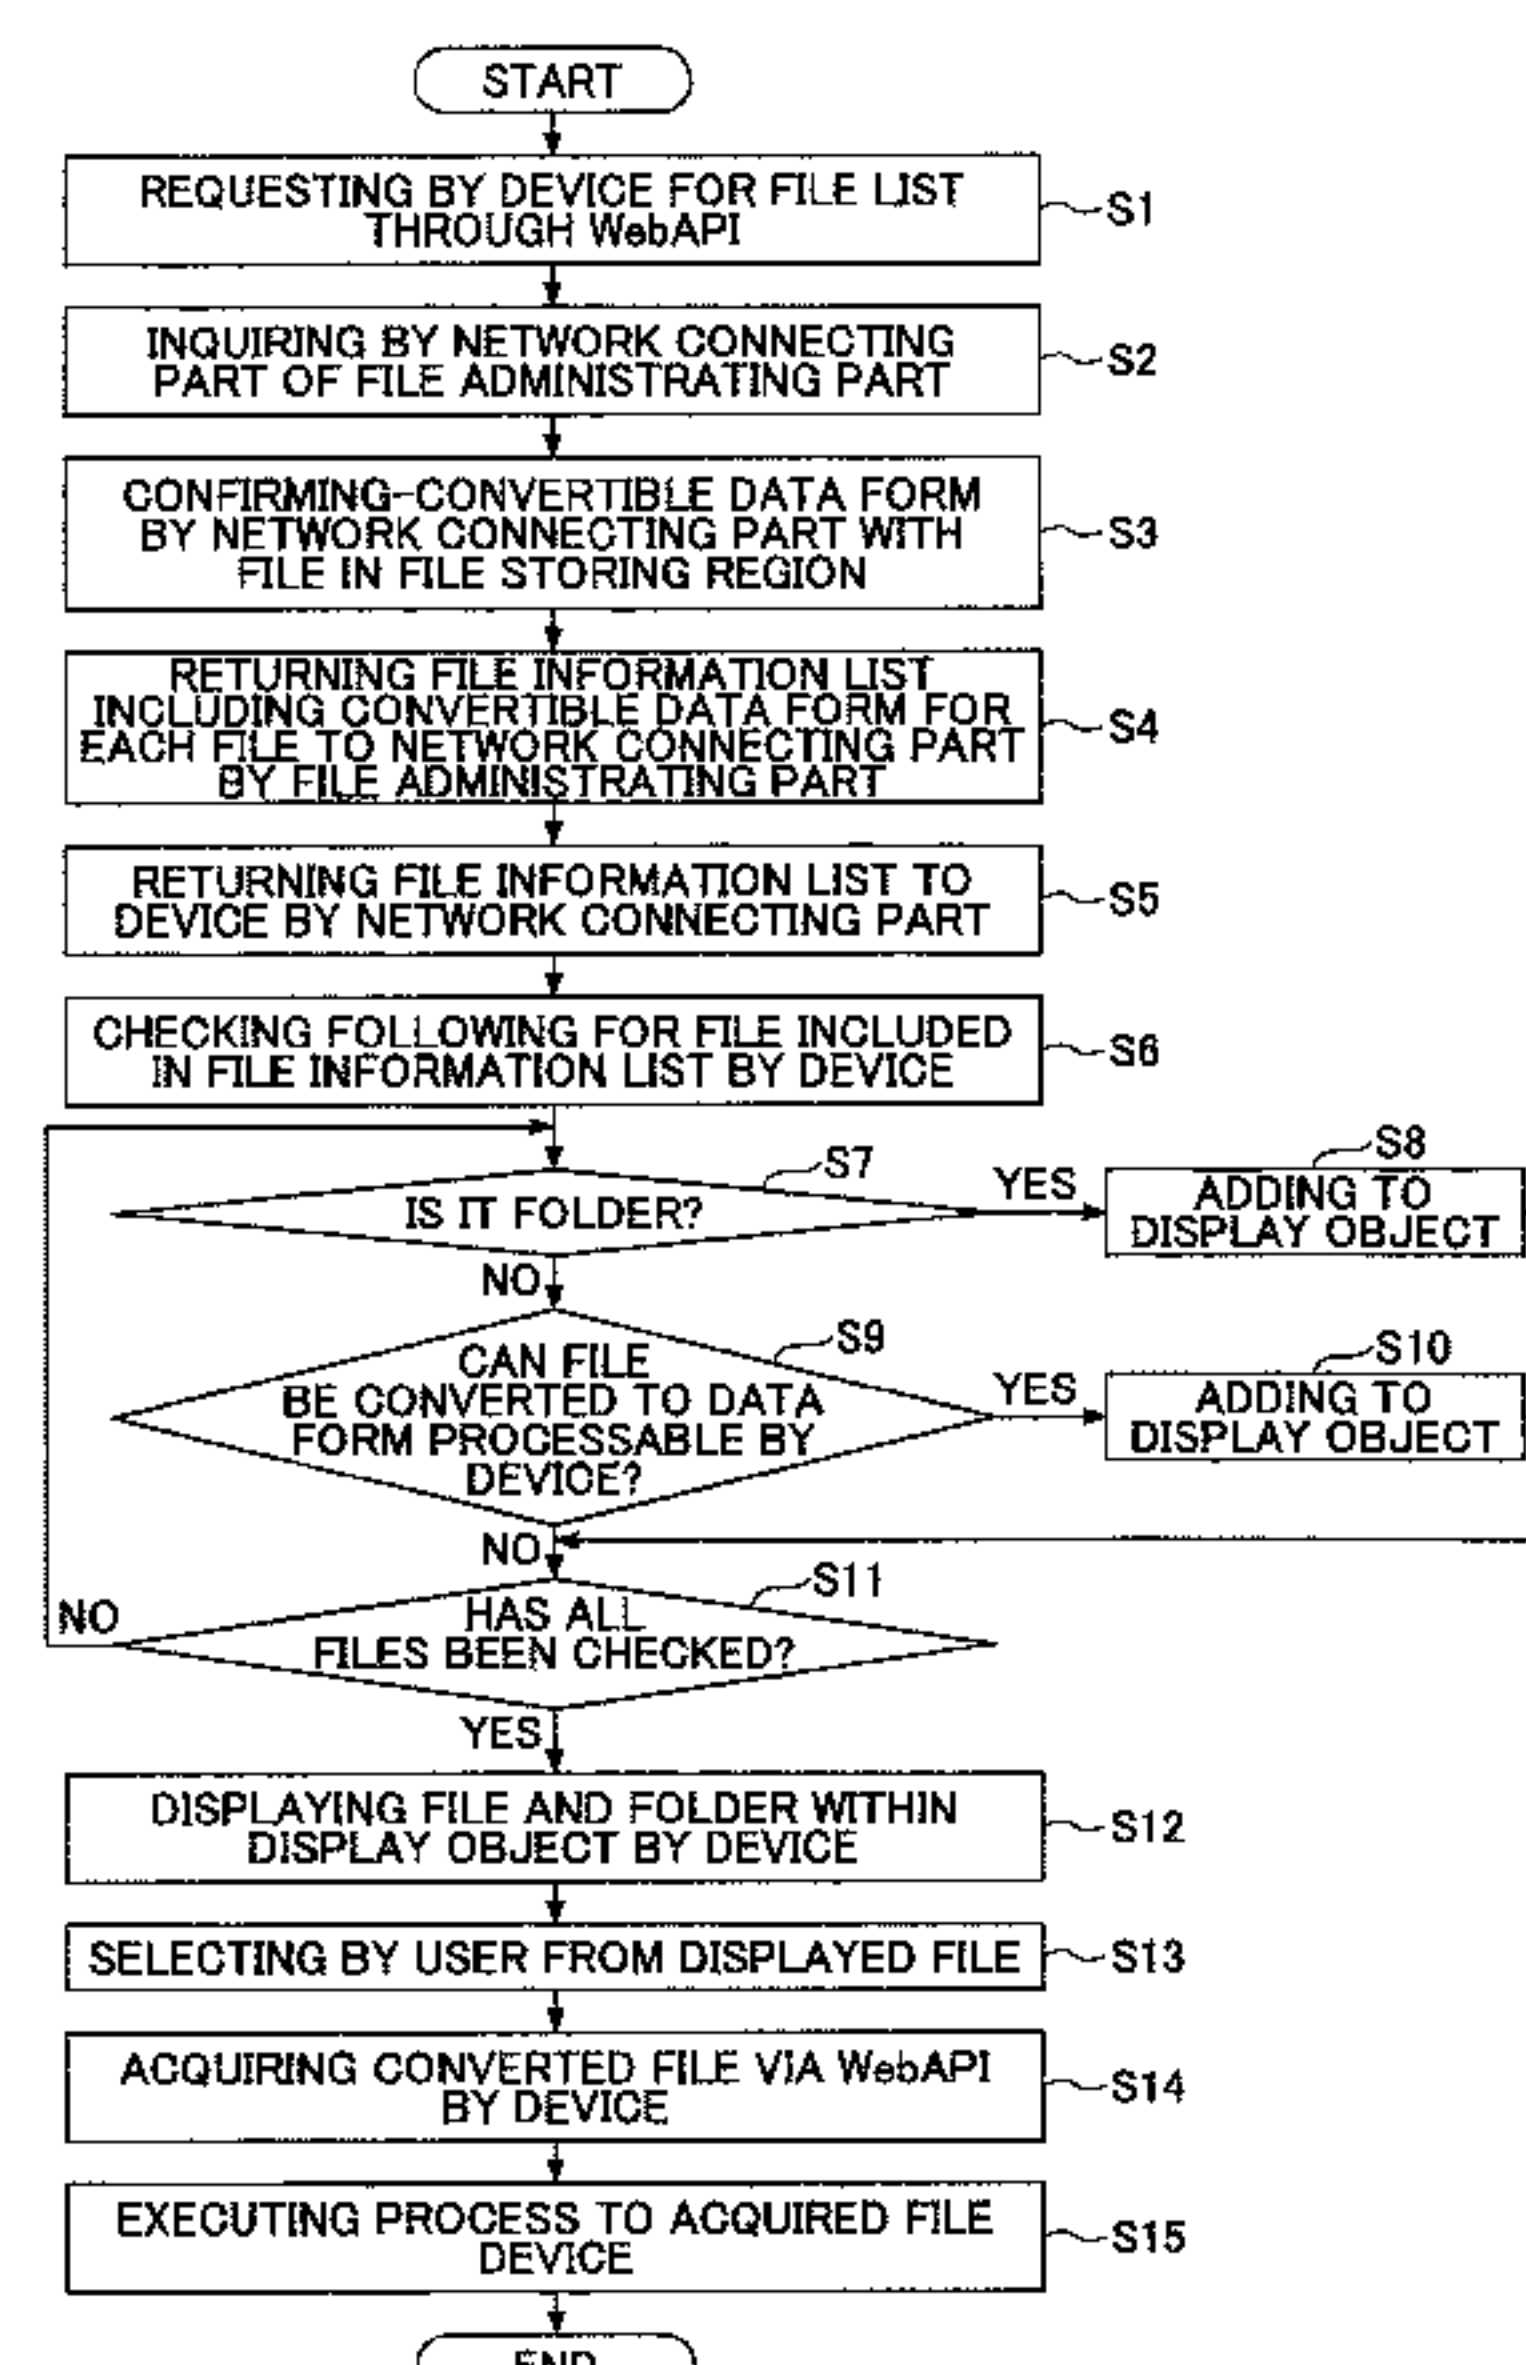 START
REQUESTING BY DEVICE FOR FILE LIST
THROUGH WebAPI
S1
INQUIRING BY NETWORK CONNECTING
PART OF FILE ADMINISTRATING PART
S2
CONFIRMING-CONVERTIBLE DATA FORM
BY NETWORK CONNECTING PART WITH
FILE IN FILE STORING REGION
S3
RETURNING FILE INFORMATION LIST
INCLUDING CONVERTIBLE DATA FORM FOR
EACH FILE TO NETWORK CONNECTING PART
BY FILE ADMINISTRATING PART
S4
RETURNING FILE INFORMATION LIST TO
DEVICE BY NETWORK CONNECTING PART
S5
CHECKING FOLLOWING FOR FILE INCLUDED
IN FILE INFORMATION LIST BY DEVICE
S6
S7
IS IT FOLDER?
YES
S8
ADDING TO
DISPLAY OBJECT
NO
S9
CAN FILE
BE CONVERTED TO DATA
FORM PROCESSABLE BY
DEVICE?
YES
S10
ADDING TO
DISPLAY OBJECT
NO
S11
HAS ALL
FILES BEEN CHECKED?
NO
YES
DISPLAYING FILE AND FOLDER WITHIN
DISPLAY OBJECT BY DEVICE
S12
SELECTING BY USER FROM DISPLAYED FILE
S13
ACQUIRING CONVERTED FILE VIA WebAPI
BY DEVICE
S14
EXECUTING PROCESS TO ACQUIRED FILE
DEVICE
S15
END